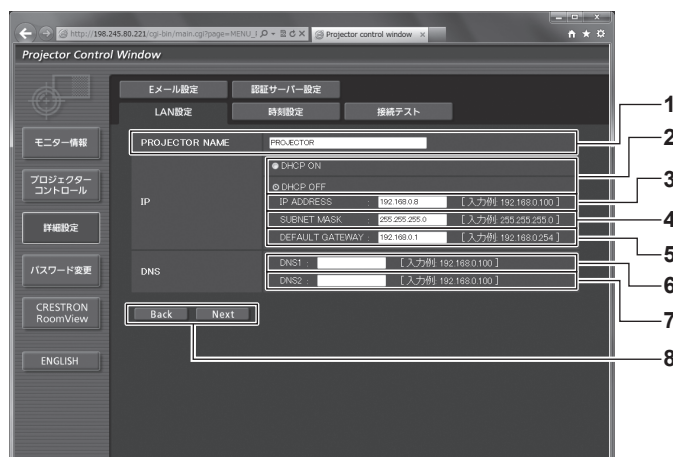 http://198.245.80.221/cgi-bin/main.cgi?page=MENU_I
Projector control window
Projector Control Window
Eメール設定 認証サーバー設定
LAN設定 時刻設定 接続テスト
モニター情報
プロジェクター
コントロール
詳細設定
パスワード変更
CRESTRON
RoomView
ENGLISH
PROJECTOR NAME PROJECTOR
IP
DHCP ON
DHCP OFF
IP ADDRESS : 192.168.0.8 [入力例 192.168.0.100]
SUBNET MASK : 255.255.255.0 [入力例 255.255.255.0]
DEFAULT GATEWAY : 192.168.0.1 [入力例 192.168.0.254]
DNS
DNS1 : [入力例 192.168.0.100]
DNS2 : [入力例 192.168.0.100]
Back Next
1
2
3
4
5
6
7
8